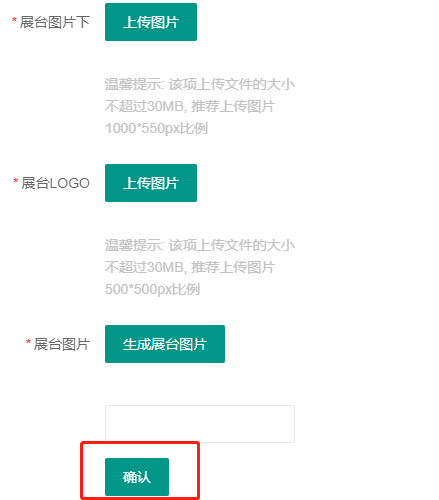 * 展台图片下 上传图片
温馨提示: 该项上传文件的大小
不超过30MB, 推荐上传图片
1000*550px比例
* 展台LOGO 上传图片
温馨提示: 该项上传文件的大小
不超过30MB, 推荐上传图片
500*500px比例
* 展台图片 生成展台图片
确认